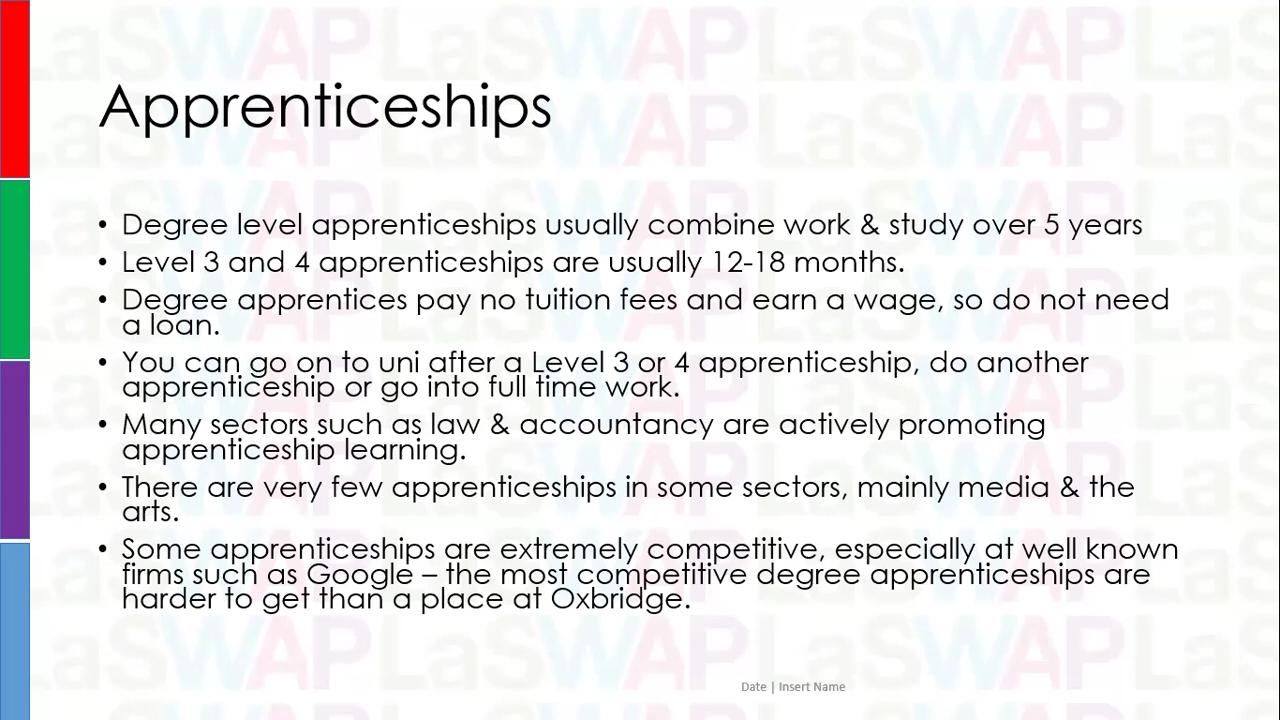 Apprenticeships
• Degree level apprenticeships usually combine work & study over 5 years
• Level 3 and 4 apprenticeships are usually 12-18 months.
• Degree apprentices pay no tuition fees and earn a wage, so do not need
a loan.
• You can go on to uni after a Level 3 or 4 apprenticeship, do another
apprenticeship or go into full time work.
• Many sectors such as law & accountancy are actively promoting
apprenticeship learning.
• There are very few apprenticeships in some sectors, mainly media & the
arts.
• Some apprenticeships are extremely competitive, especially at well known
firms such as Google – the most competitive degree apprenticeships are
harder to get than a place at Oxbridge.
Date | Insert Name